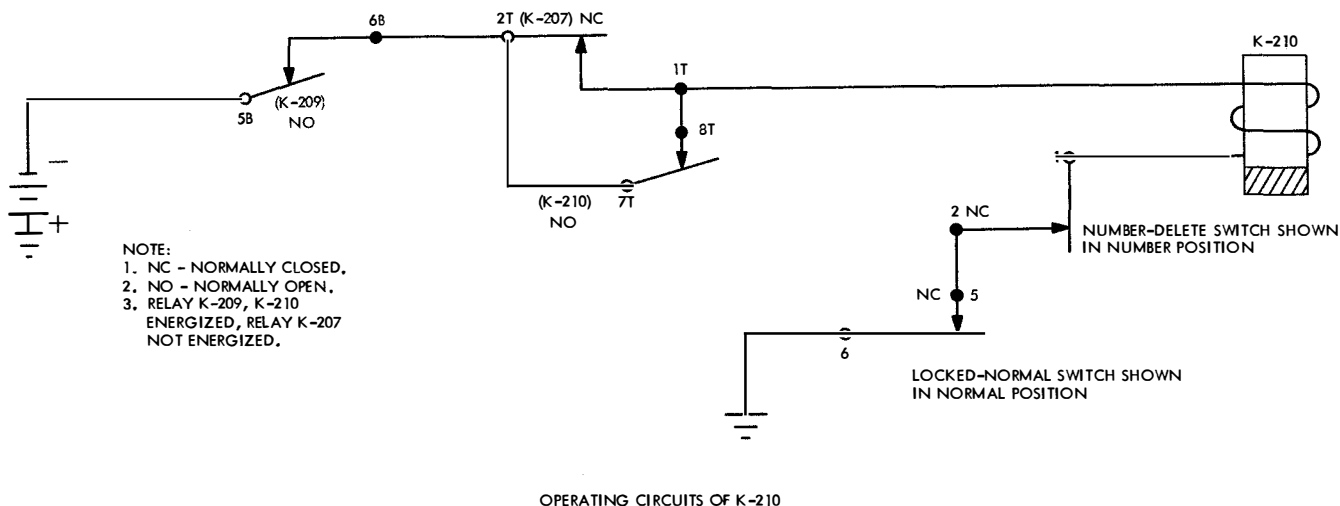 6B
2T (K-207) NC
K-210
1T
(K-209)
NO
5B
8T
−
+
(K-210)
NO
7T
NOTE:
1. NC - NORMALLY CLOSED.
2. NO - NORMALLY OPEN.
3. RELAY K-209, K-210
ENERGIZED, RELAY K-207
NOT ENERGIZED.
1
2 NC
NUMBER-DELETE SWITCH SHOWN
IN NUMBER POSITION
NC 5
6
LOCKED-NORMAL SWITCH SHOWN
IN NORMAL POSITION
OPERATING CIRCUITS OF K-210